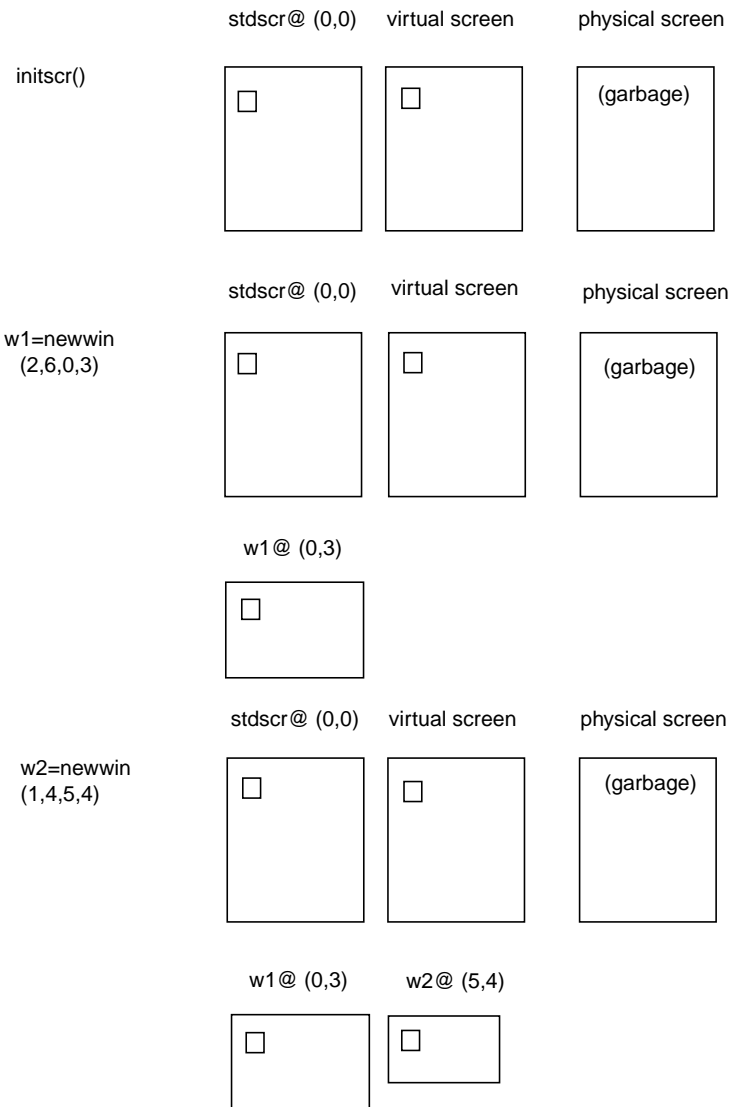 stdscr@ (0,0) virtual screen physical screen
initscr()
(garbage)
stdscr@ (0,0) virtual screen physical screen
w1=newwin
(2,6,0,3)
(garbage)
w1@ (0,3)
stdscr@ (0,0) virtual screen physical screen
w2=newwin
(1,4,5,4)
(garbage)
w1@ (0,3) w2@ (5,4)